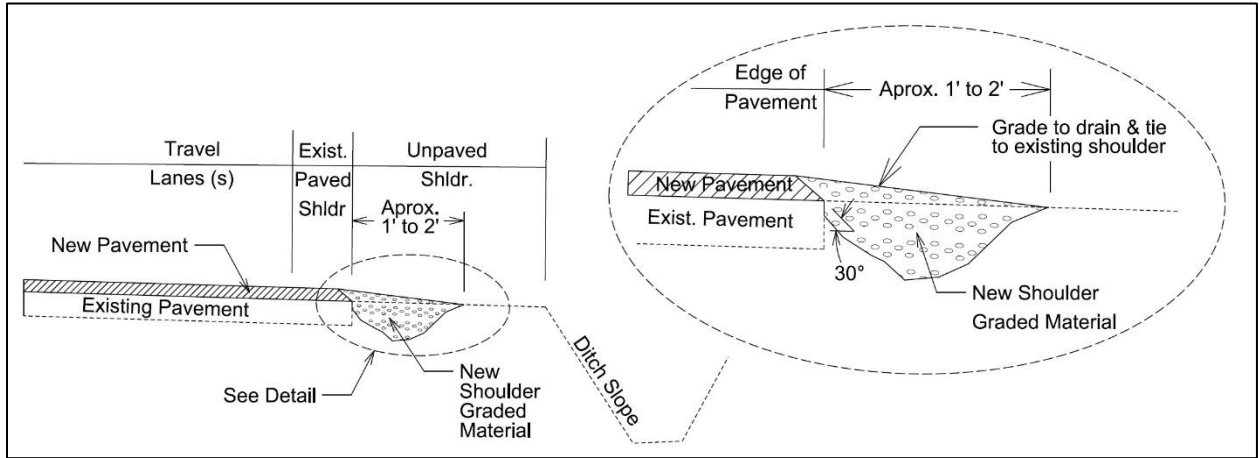 Travel
Lanes (s)
Exist.
Paved
Shldr
Unpaved
Shldr.
Aprox.
1' to 2'
New Pavement
Existing Pavement
See Detail
New
Shoulder
Graded
Material
Ditch Slope
Edge of
Pavement
Aprox. 1' to 2'
Grade to drain & tie
to existing shoulder
New Pavement
Exist. Pavement
30°
New Shoulder
Graded Material